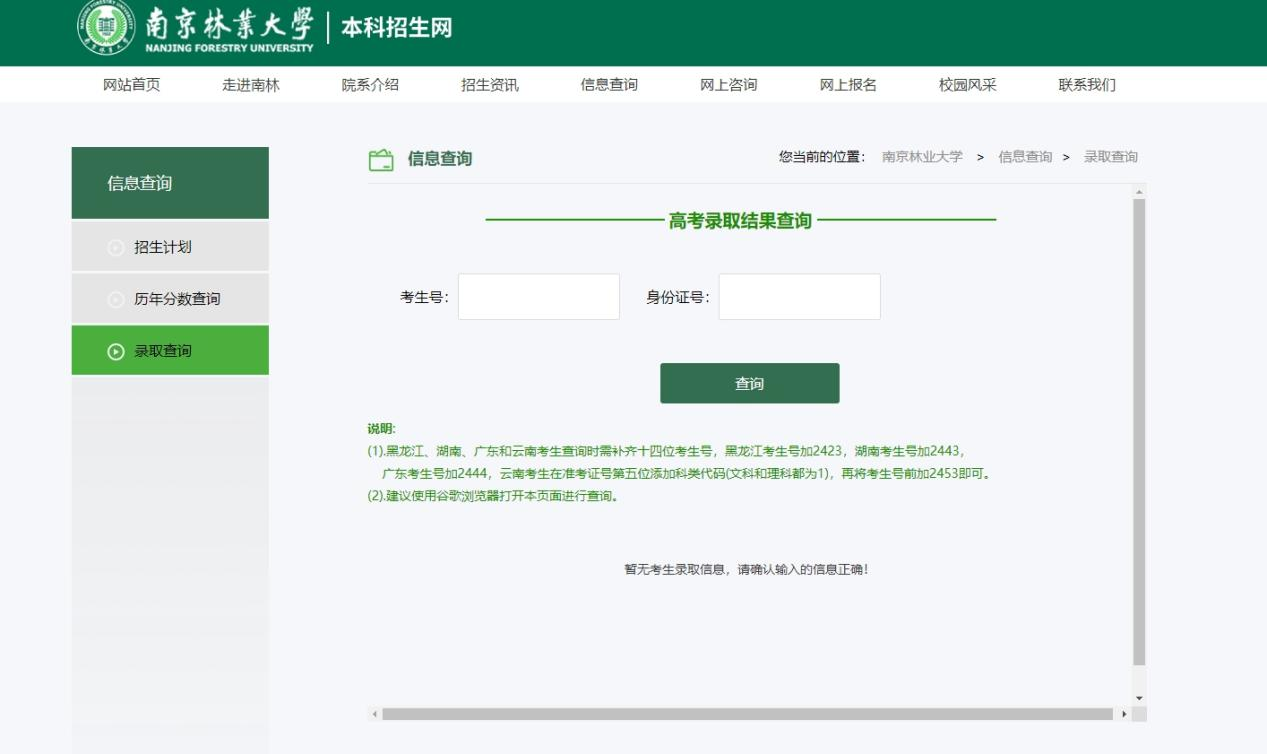 南京林業大學 本科招生网
NANJING FORESTRY UNIVERSITY
网站首页 走进南林 院系介绍 招生资讯 信息查询 网上咨询 网上报名 校园风采 联系我们
信息查询
招生计划
历年分数查询
录取查询
信息查询
您当前的位置： 南京林业大学 > 信息查询 > 录取查询
高考录取结果查询
考生号： 身份证号：
查询
说明:
(1).黑龙江、湖南、广东和云南考生查询时需补齐十四位考生号，黑龙江考生号加2423，湖南考生号加2443，
广东考生号加2444，云南考生在准考证号第五位添加科类代码(文科和理科都为1)，再将考生号前加2453即可。
(2).建议使用谷歌浏览器打开本页面进行查询。
暂无考生录取信息，请确认输入的信息正确！